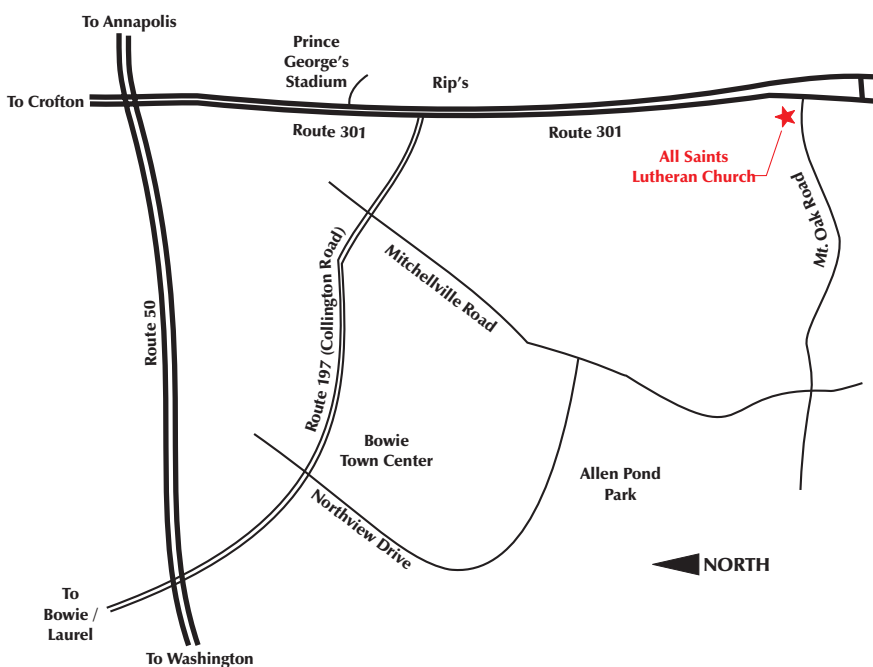 To Annapolis
Prince
George's
Stadium
Rip's
To Crofton
Route 301
Route 301
All Saints
Lutheran Church
Mt. Oak Road
Mitchellville Road
Route 50
Route 197 (Collington Road)
Bowie
Town Center
Allen Pond
Park
Northview Drive
NORTH
To
Bowie /
Laurel
To Washington